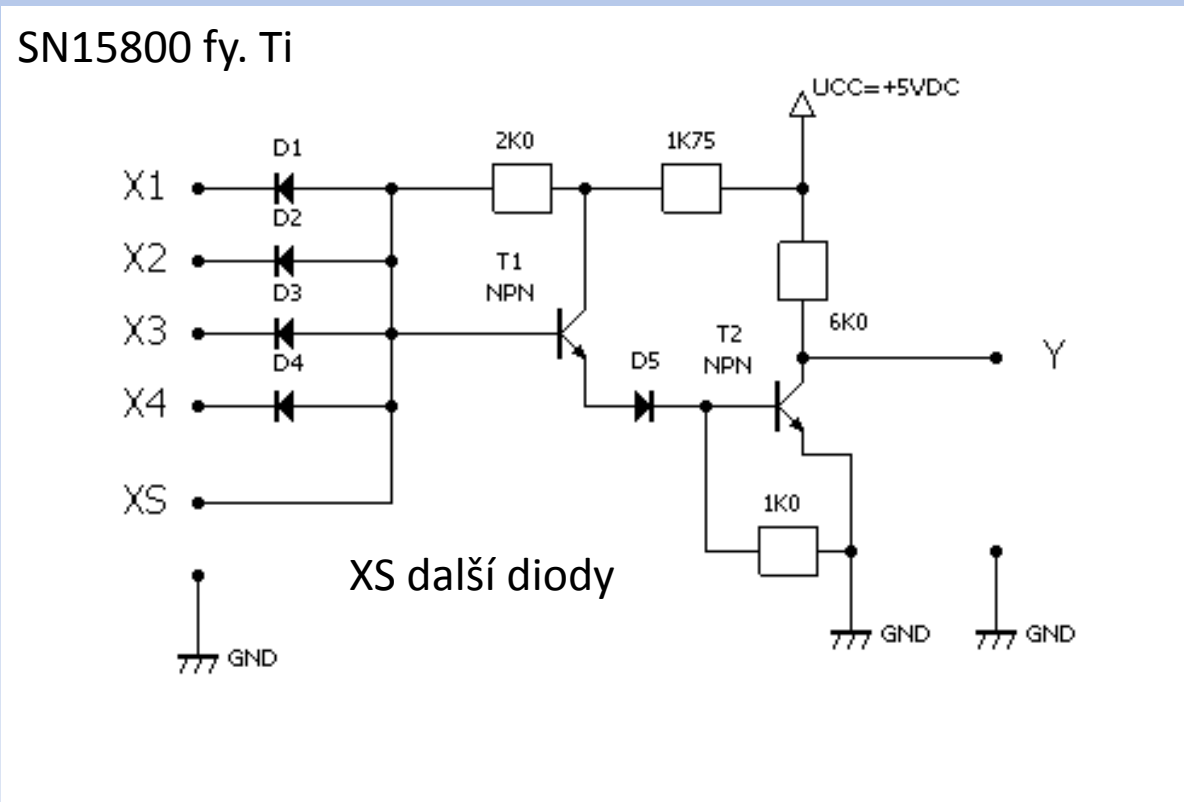 SN15800 fy. Ti
UCC=+5VDC
D1
2K0
1K75
X1
D2
X2
T1
NPN
D3
X3
6K0
T2
NPN
Y
D4
D5
X4
XS
1K0
XS další diody
GND
GND
GND